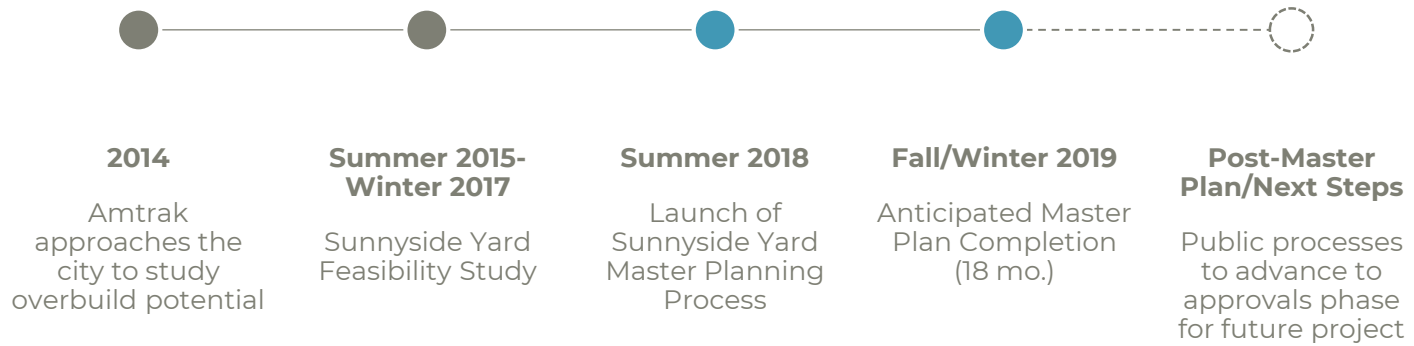 2014
Amtrak
approaches the
city to study
overbuild potential
Summer 2015-
Winter 2017
Sunnyside Yard
Feasibility Study
Summer 2018
Launch of
Sunnyside Yard
Master Planning
Process
Fall/Winter 2019
Anticipated Master
Plan Completion
(18 mo.)
Post-Master
Plan/Next Steps
Public processes
to advance to
approvals phase
for future project